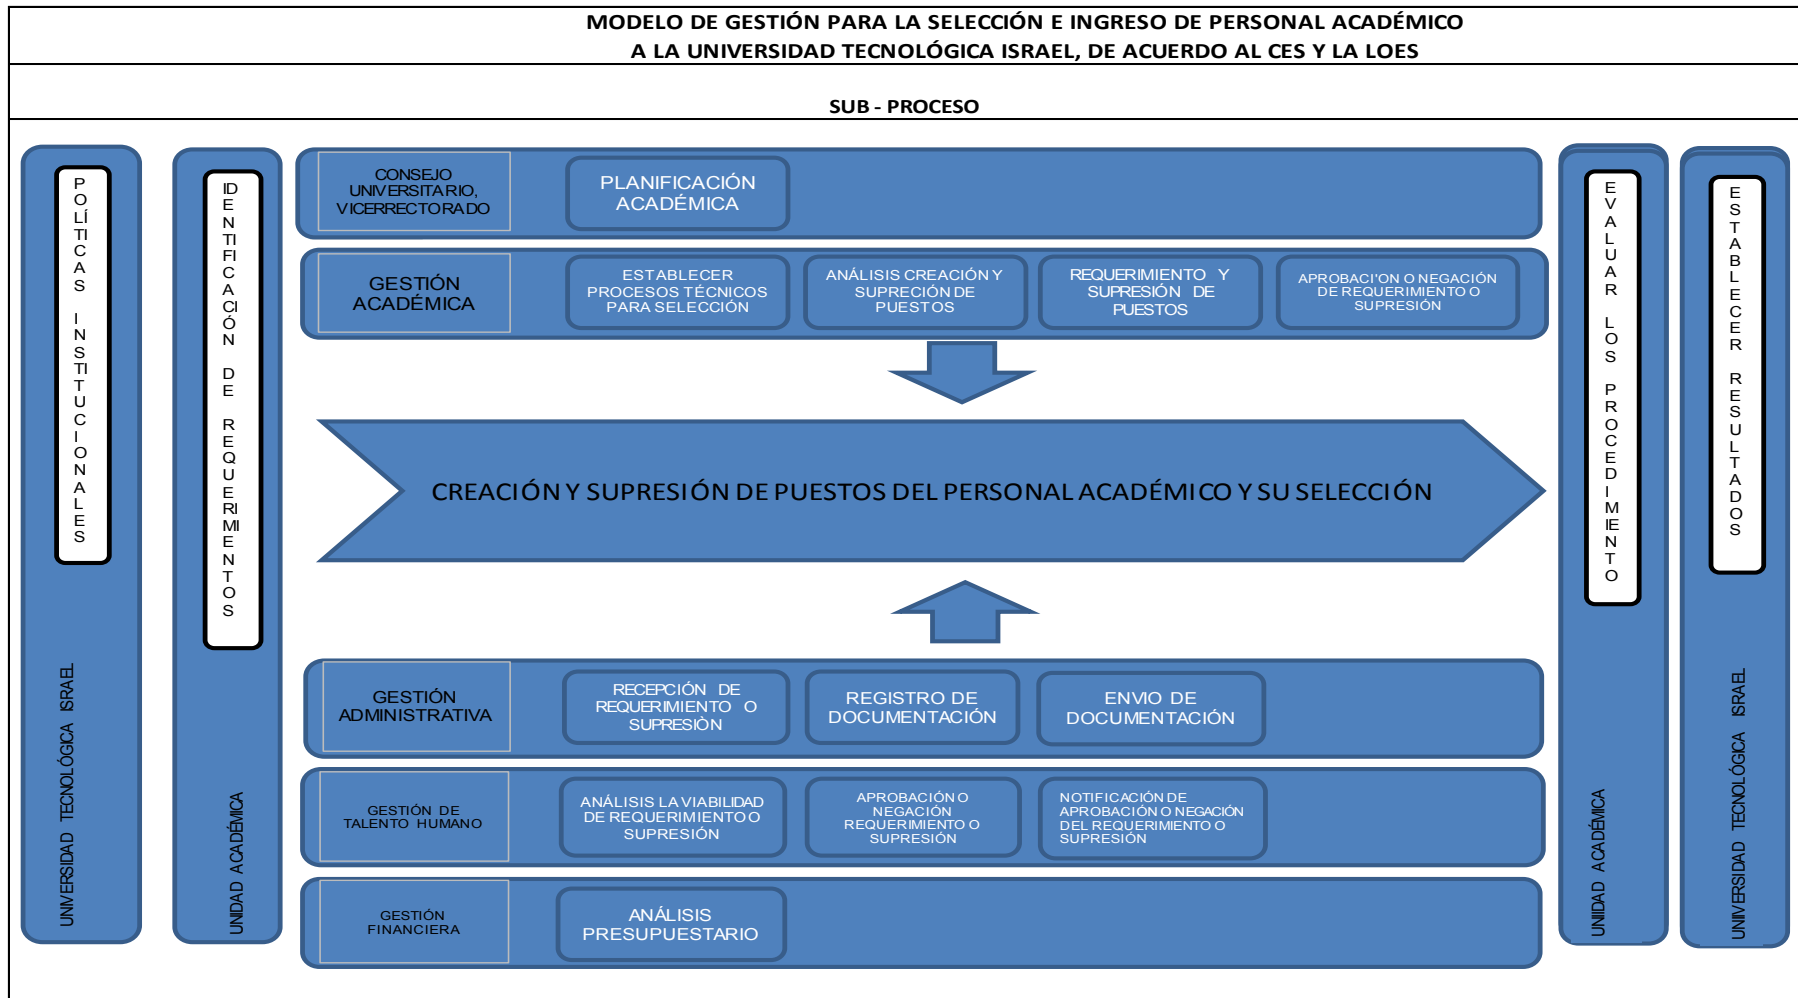 MODELO DE GESTIÓN PARA LA SELECCIÓN E INGRESO DE PERSONAL ACADÉMICO
A LA UNIVERSIDAD TECNOLÓGICA ISRAEL, DE ACUERDO AL CES Y LA LOES
SUB - PROCESO
POLÍTICAS INSTITUCIONALES
UNIVERSIDAD TECNOLÓGICA ISRAEL
IDENTIFICACIÓN DE REQUERIMIENTOS
UNIDAD ACADÉMICA
CONSEJO
UNIVERSITARIO,
VICERRECTORADO
PLANIFICACIÓN
ACADÉMICA
GESTIÓN
ACADÉMICA
ESTABLECER
PROCESOS TÉCNICOS
PARA SELECCIÓN
ANÁLISIS CREACIÓN Y
SUPRECIÓN DE
PUESTOS
REQUERIMIENTO Y
SUPRESIÓN DE
PUESTOS
APROBACI'ON O NEGACIÓN
DE REQUERIMIENTO O
SUPRESIÓN
CREACIÓN Y SUPRESIÓN DE PUESTOS DEL PERSONAL ACADÉMICO Y SU SELECCIÓN
GESTIÓN
ADMINISTRATIVA
RECEPCIÓN DE
REQUERIMIENTO O
SUPRESIÒN
REGISTRO DE
DOCUMENTACIÓN
ENVIO DE
DOCUMENTACIÓN
GESTIÓN DE
TALENTO HUMANO
ANÁLISIS LA VIABILIDAD
DE REQUERIMIENTO O
SUPRESIÓN
APROBACIÓN O
NEGACIÓN
REQUERIMIENTO O
SUPRESIÓN
NOTIFICACIÓN DE
APROBACIÓN O NEGACIÓN
DEL REQUERIMIENTO O
SUPRESIÓN
GESTIÓN
FINANCIERA
ANÁLISIS
PRESUPUESTARIO
EVALUAR LOS PROCEDIMIENTO
UNIDAD ACADÉMICA
ESTABLECER RESULTADOS
UNIVERSIDAD TECNOLÓGICA ISRAEL